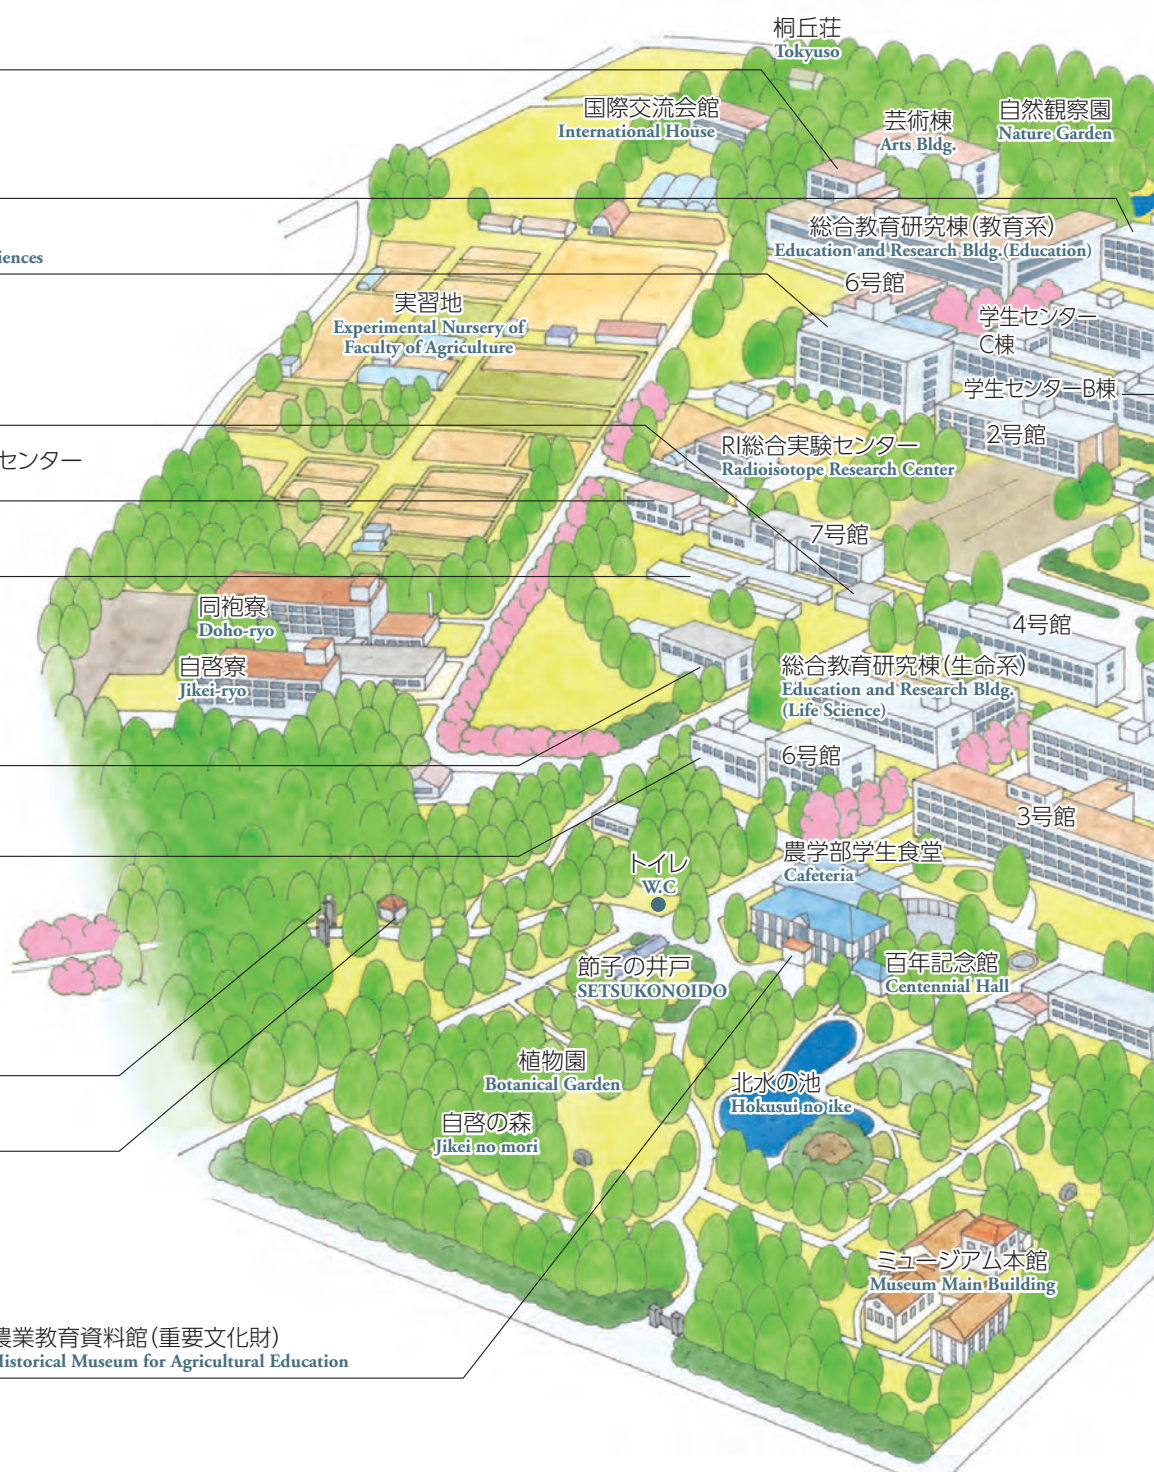 桐丘荘
Tokyuso
国際交流会館
International House
芸術棟
Arts Bldg.
自然観察園
Nature Garden
総合教育研究棟(教育系)
Education and Research Bldg.(Education)
iences
6号館
実習地
Experimental Nursery of
Faculty of Agriculture
学生センター
C棟
学生センターB棟
2号館
RI総合実験センター
Radioisotope Research Center
センター
7号館
同袍寮
Doho-ryo
4号館
自啓寮
Jikei-ryo
総合教育研究棟(生命系)
Education and Research Bldg.
(Life Science)
6号館
3号館
農学部学生食堂
Cafeteria
トイレ
W.C
節子の井戸
SETSUKONOIDO
百年記念館
Centennial Hall
植物園
Botanical Garden
北水の池
Hokusui no ike
自啓の森
Jikei no mori
ミュージアム本館
Museum Main Building
農業教育資料館(重要文化財)
Historical Museum for Agricultural Education